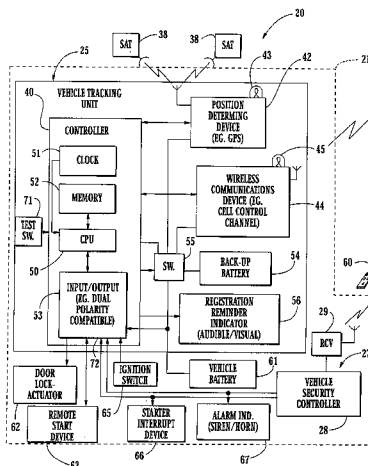 20
SAT
38
38
SAT
43
25
42
2
VEHICLE TRACKING
UNIT
40
CONTROLLER
POSITION
DETERMING
DEVICE
(EG. GPS)
51
CLOCK
45
52
MEMORY
WIRELESS
COMMUNICATIONS
DEVICE (EG.
CELL CONTROL
CHANNEL)
44
71
TEST
SW.
CPU
55
50
SW.
BACK-UP
BATTERY
54
60
INPUT/OUTPUT
(EG. DUAL
POLARITY
COMPATIBLE)
53
REGISTRATION
REMINDER
INDICATOR
(AUDIBLE/VISUAL)
56
29
72
RCV
27
DOOR
LOCK-
ACTUATOR
62
IGNITION
SWITCH
65
VEHICLE
BATTERY
61
VEHICLE
SECURITY
CONTROLLER
28
REMOTE
START
DEVICE
63
STARTER
INTERRUPT
DEVICE
66
ALARM IND.
(SIREN/HORN)
67